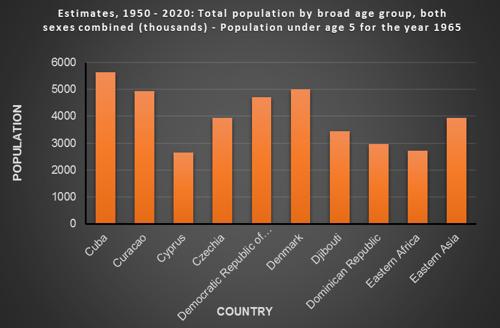 Estimates, 1950 - 2020: Total population by broad age group, both
sexes combined (thousands) - Population under age 5 for the year 1965
POPULATION
6000
5000
4000
3000
2000
1000
0
Cuba
Curacao
Cyprus
Czechia
Democratic Republic of...
Denmark
Djibouti
Dominican Republic
Eastern Africa
Eastern Asia
COUNTRY